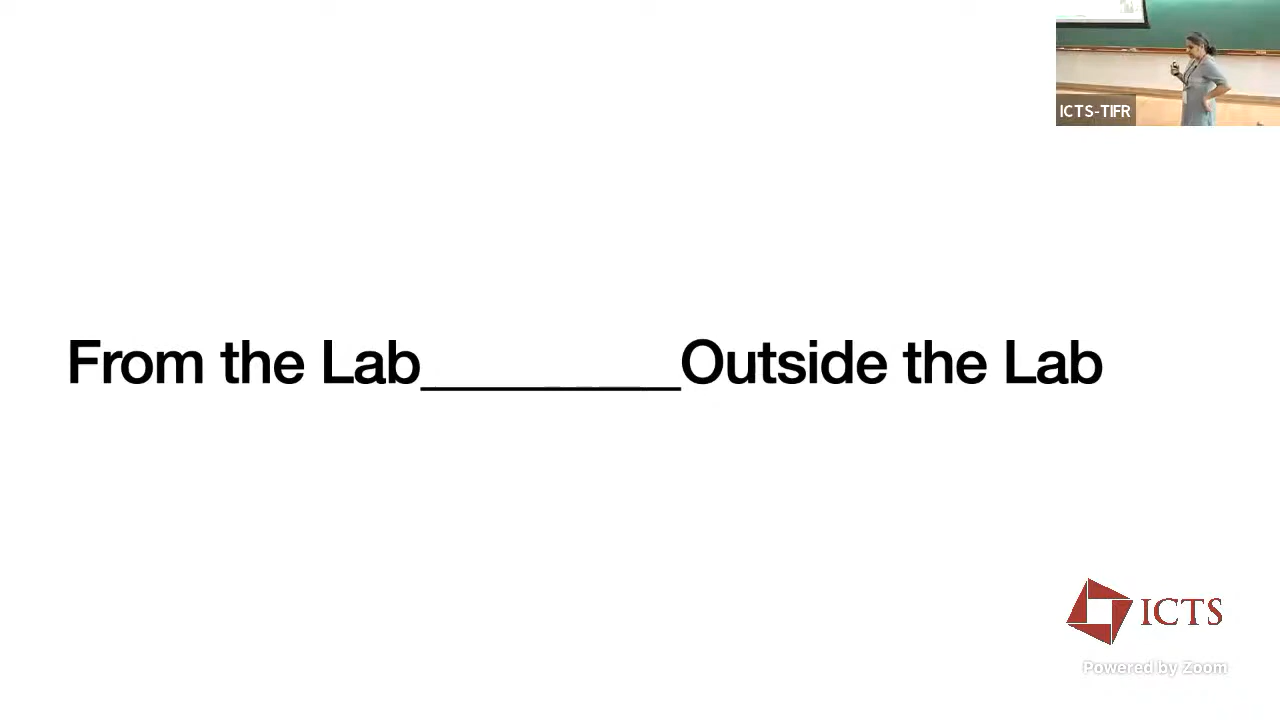 ICTS-TIFR
From the Lab_________Outside the Lab
ICTS
Powered by Zoom